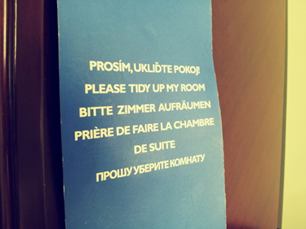 PROSÍM, UKLIĎTE POKOJ!
PLEASE TIDY UP MY ROOM
BITTE ZIMMER AUFRÄUMEN
PRIÈRE DE FAIRE LA CHAMBRE
DE SUITE
ПРОШУ УБЕРИТЕ КОМНАТУ